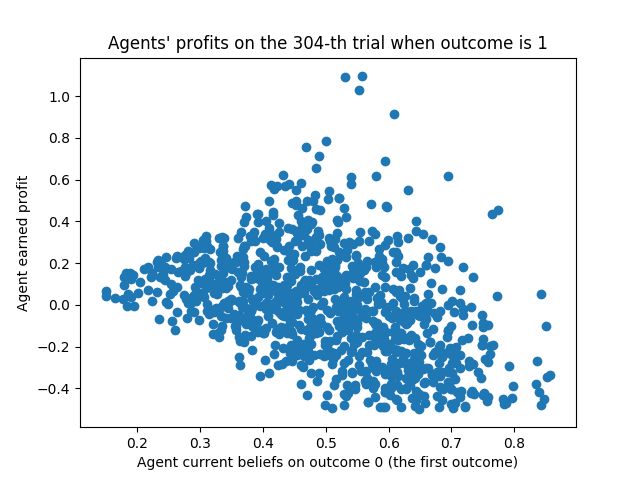 Agents' profits on the 304-th trial when outcome is 1
1.0
0.8
0.6
0.4
0.2
0.0
−0.2
−0.4
Agent earned profit
0.2 0.3 0.4 0.5 0.6 0.7 0.8
Agent current beliefs on outcome 0 (the first outcome)